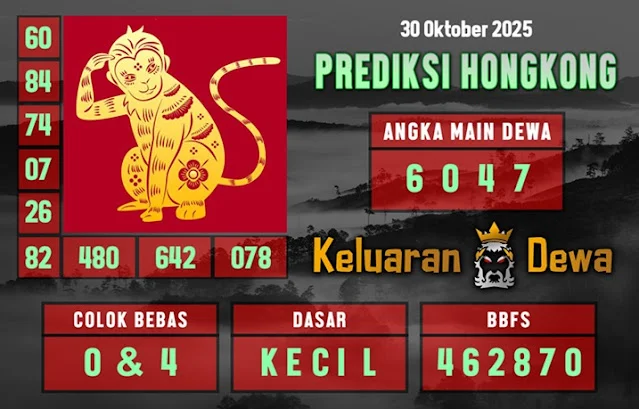 60
84
74
07
26
82 480 642 078
30 Oktober 2025
PREDIKSI HONGKONG
ANGKA MAIN DEWA
6 0 4 7
Keluaran Dewa
COLOK BEBAS
0 & 4
DASAR
KECIL
BBFS
462870